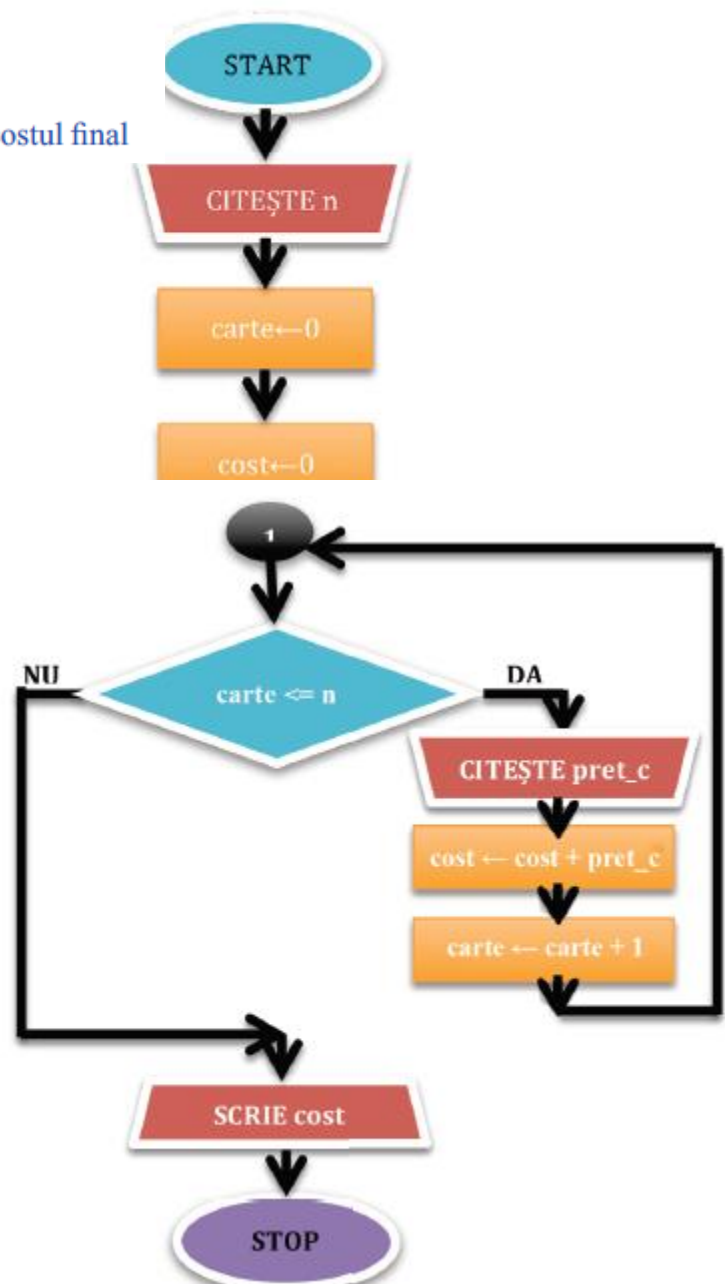 START
ostul final
CITEȘTE n
carte←0
cost←0
1
NU
carte <= n
DA
CITEȘTE pret_c
cost ← cost + pret_c
carte ← carte + 1
SCRIE cost
STOP